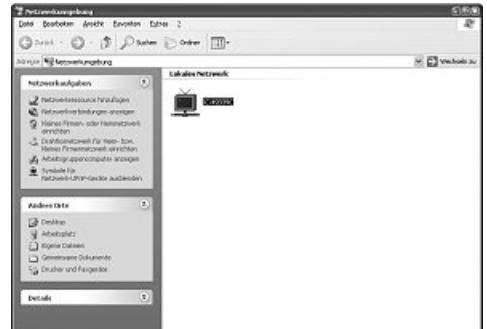 Netzwerkumgebung
Datei Bearbeiten Ansicht Favoriten Extras ?
Zurück Suchen Ordner
Adresse Netzwerkumgebung Wechseln zu
Netzwerkaufgaben
Netzwerkressource hinzufügen
Netzwerkverbindungen anzeigen
Kleines Firmen- oder Heimnetzwerk
einrichten
Drahtlosnetzwerk für Heim- bzw.
kleines Firmennetzwerk einrichten
Arbeitsgruppencomputer anzeigen
Symbole für
Netzwerk-UPnP-Geräte ausblenden
Andere Orte
Desktop
Arbeitsplatz
Eigene Dateien
Gemeinsame Dokumente
Drucker und Faxgeräte
Details
Lokales Netzwerk